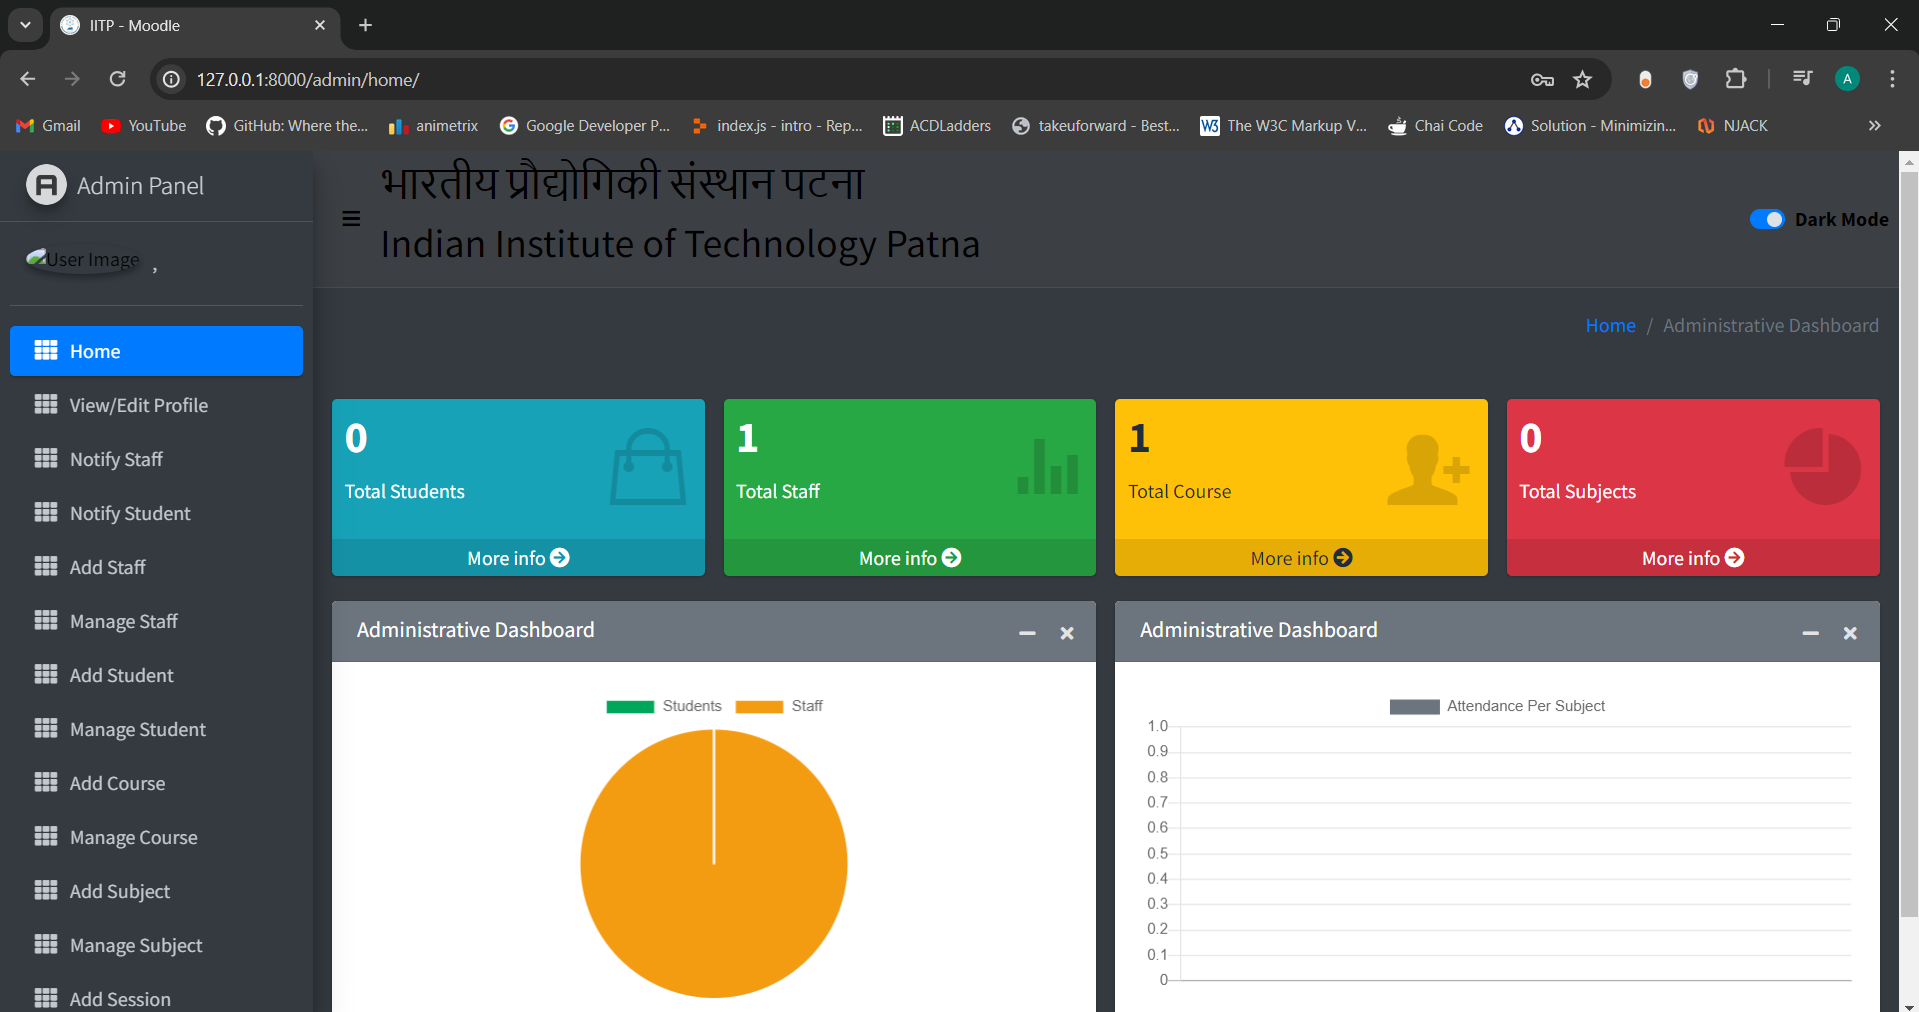 IITP - Moodle
127.0.0.1:8000/admin/home/
A
Gmail
YouTube
GitHub: Where the...
animetrix
Google Developer P...
index.js - intro - Rep...
ACDLadders
takeuforward - Best...
W3
The W3C Markup V...
Chai Code
Solution - Minimizin...
NJACK
»
Admin Panel
भारतीय प्रौद्योगिकी संस्थान पटना
Indian Institute of Technology Patna
Dark Mode
User Image ,
Home / Administrative Dashboard
Home
View/Edit Profile
Notify Staff
Notify Student
Add Staff
Manage Staff
Add Student
Manage Student
Add Course
Manage Course
Add Subject
Manage Subject
Add Session
0
Total Students
More info
1
Total Staff
More info
1
Total Course
More info
0
Total Subjects
More info
Administrative Dashboard
Students Staff
Administrative Dashboard
Attendance Per Subject
1.0
0.9
0.8
0.7
0.6
0.5
0.4
0.3
0.2
0.1
0